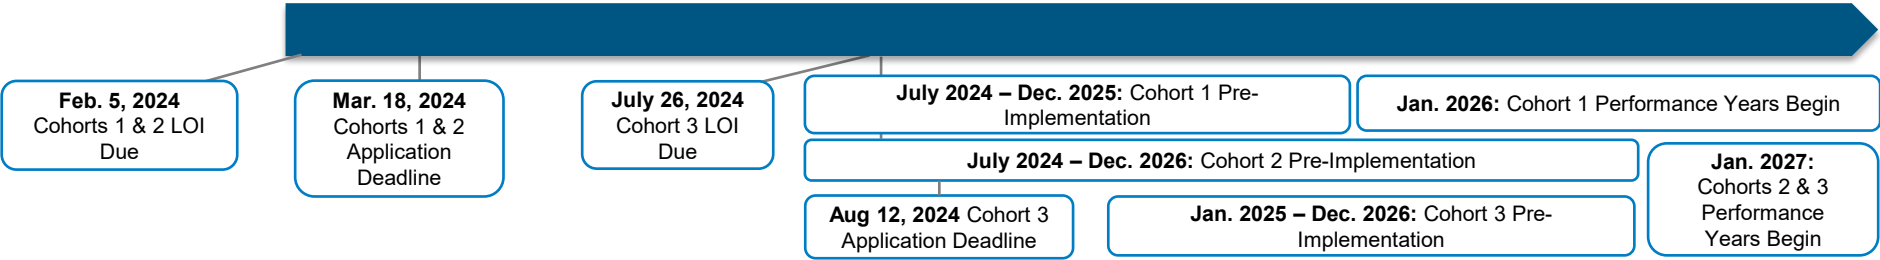 Feb. 5, 2024
Cohorts 1 & 2 LOI
Due
Mar. 18, 2024
Cohorts 1 & 2
Application
Deadline
July 26, 2024
Cohort 3 LOI
Due
July 2024 – Dec. 2025: Cohort 1 Pre-
Implementation
Jan. 2026: Cohort 1 Performance Years Begin
July 2024 – Dec. 2026: Cohort 2 Pre-Implementation
Aug 12, 2024 Cohort 3
Application Deadline
Jan. 2025 – Dec. 2026: Cohort 3 Pre-
Implementation
Jan. 2027:
Cohorts 2 & 3
Performance
Years Begin